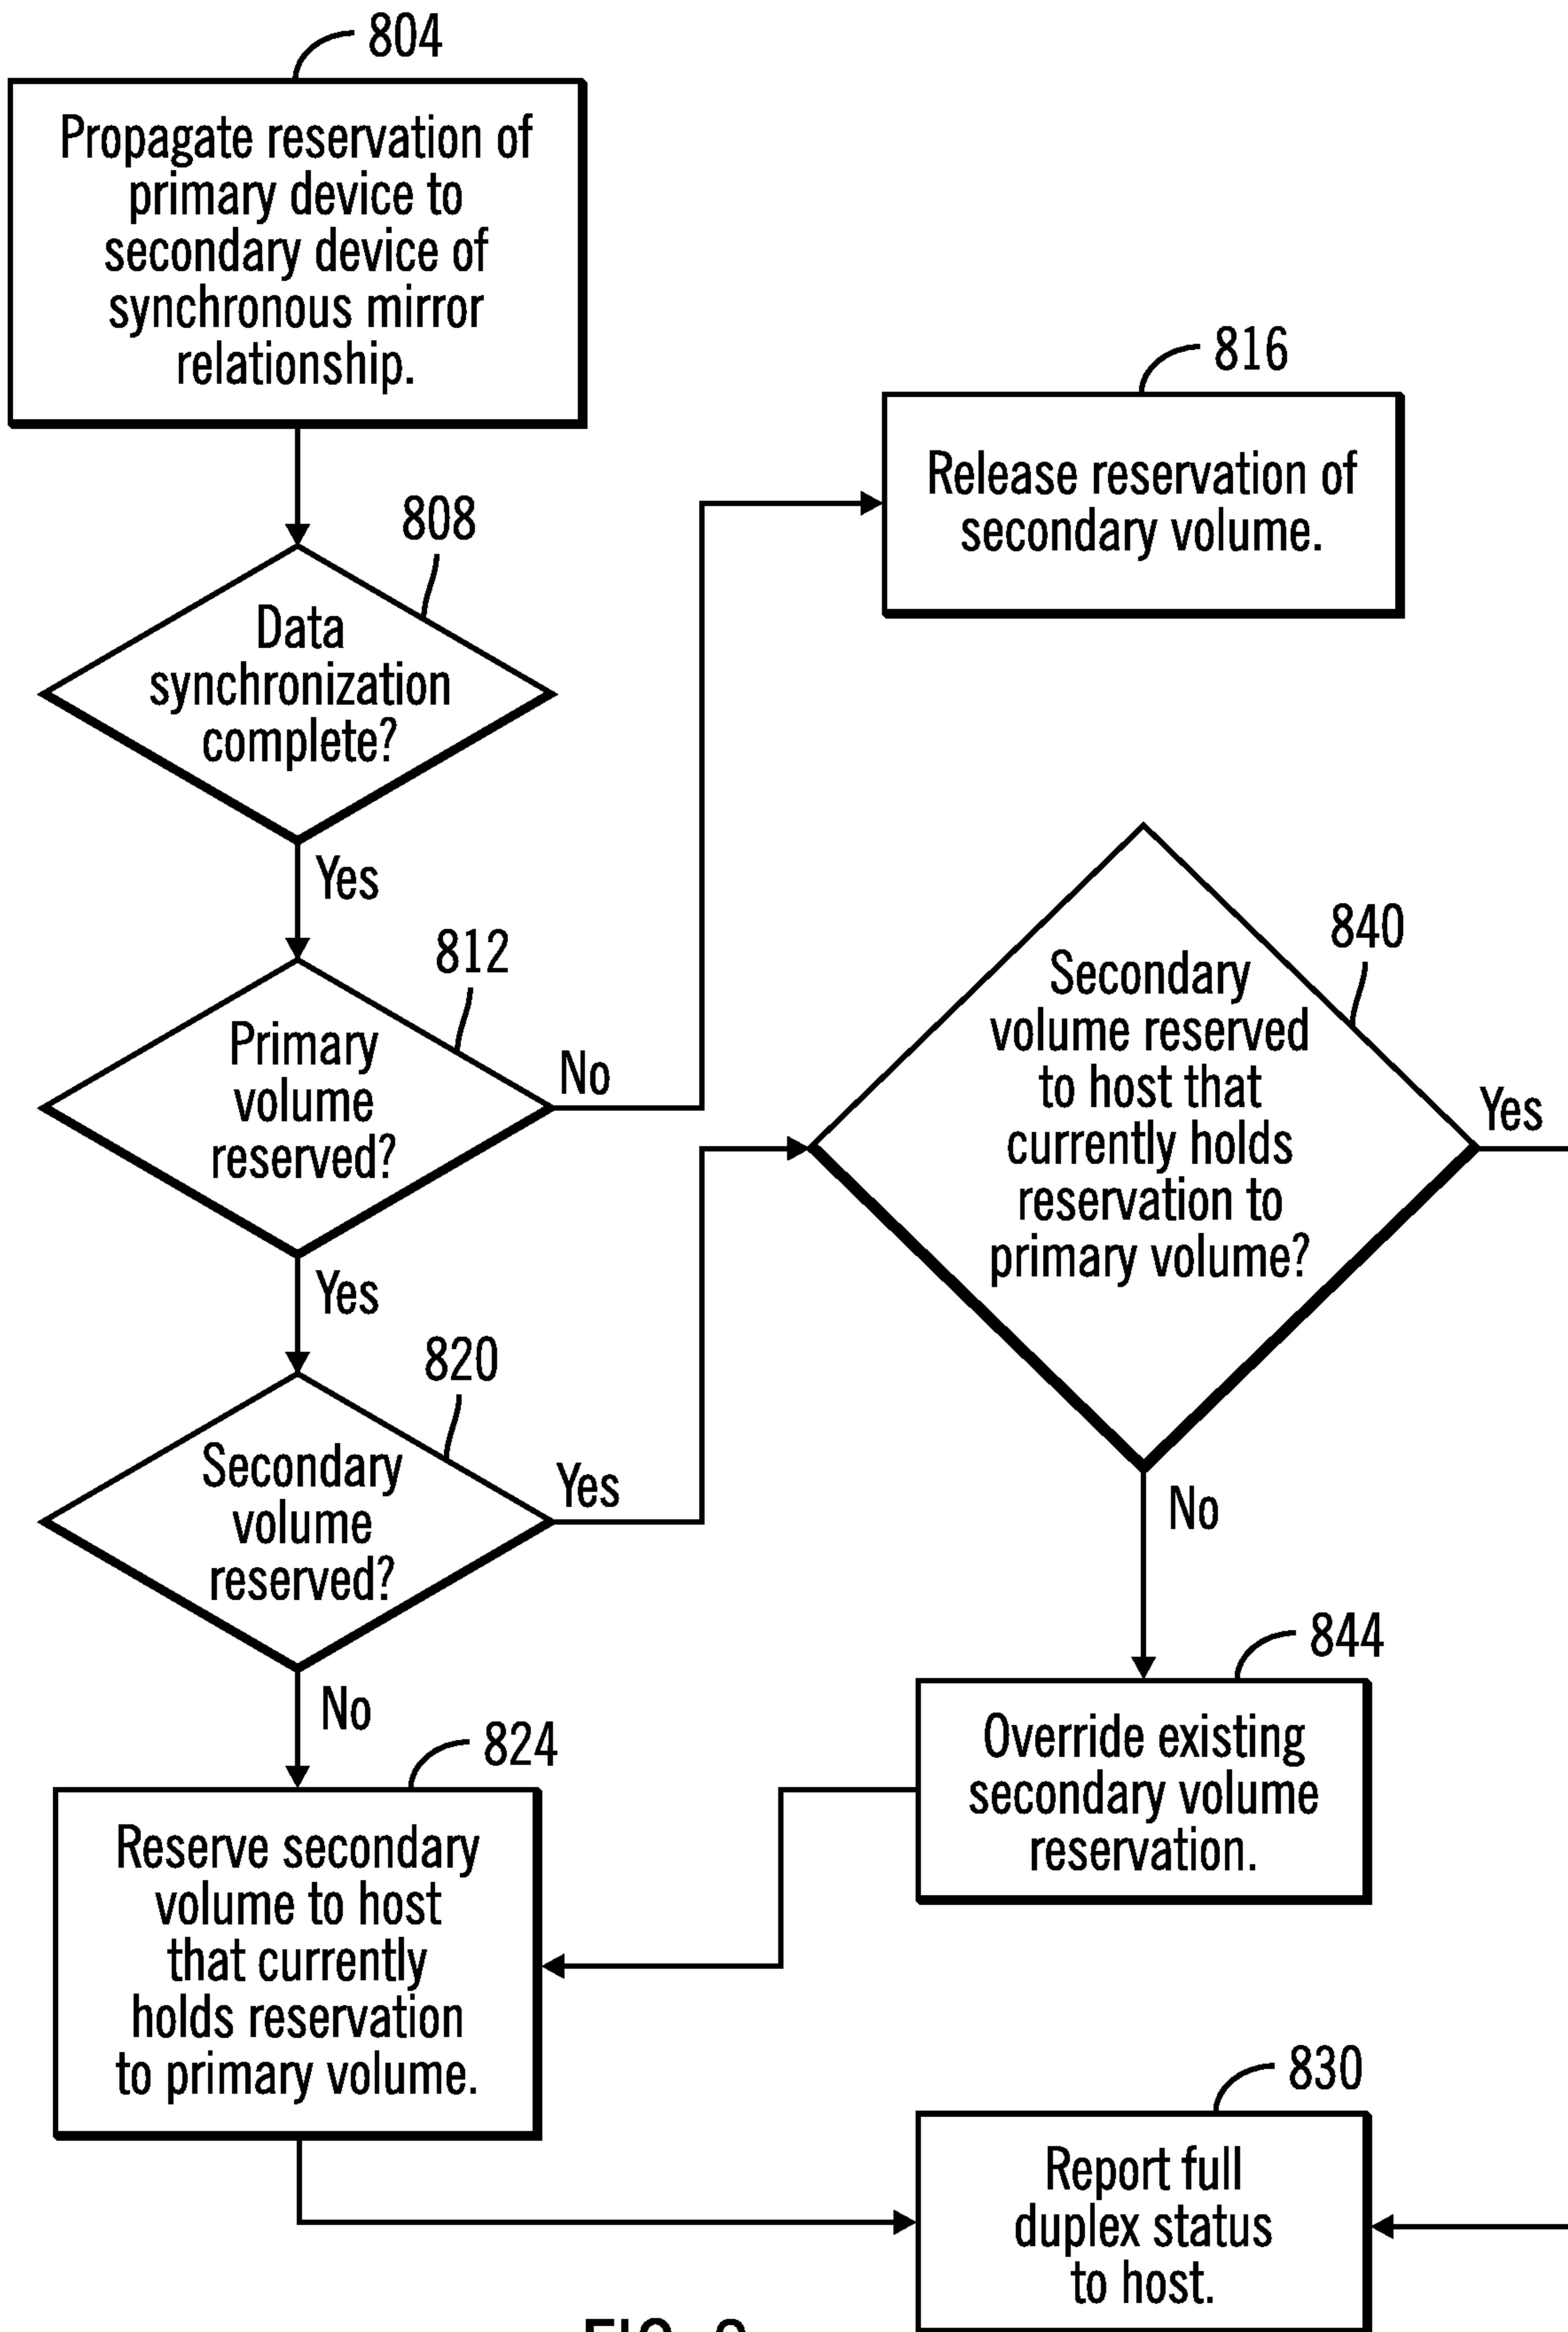 804
Propagate reservation of
primary device to
secondary device of
synchronous mirror
relationship.
808
Data
synchronization
complete?
Yes
812
Primary
volume
reserved?
No
Yes
820
Secondary
volume
reserved?
Yes
No
824
Reserve secondary
volume to host
that currently
holds reservation
to primary volume.
816
Release reservation of
secondary volume.
840
Secondary
volume reserved
to host that
currently holds
reservation to
primary volume?
Yes
No
844
Override existing
secondary volume
reservation.
830
Report full
duplex status
to host.